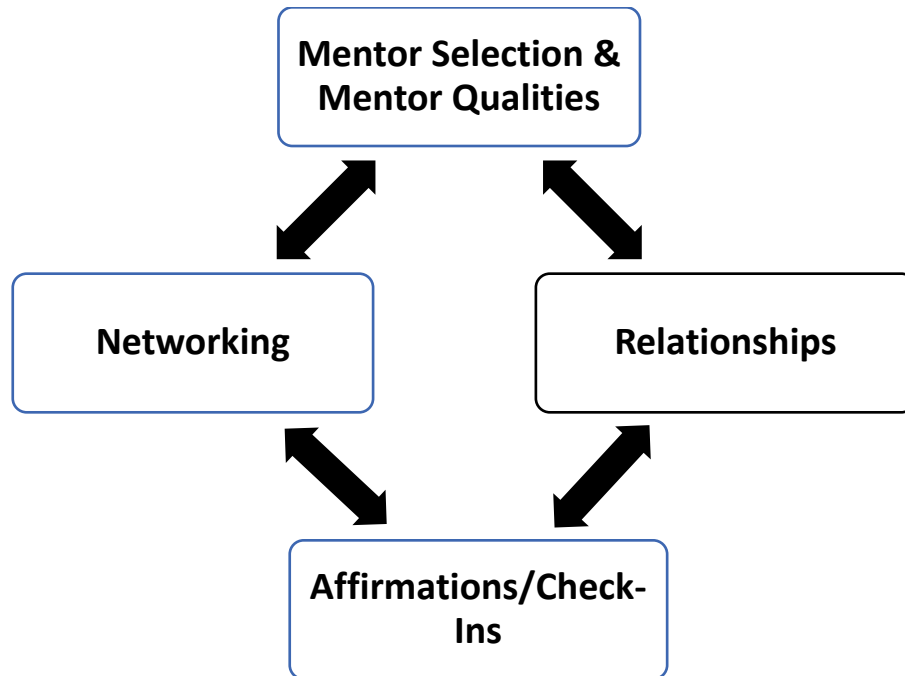 Mentor Selection &
Mentor Qualities
Networking
Relationships
Affirmations/Check-
Ins